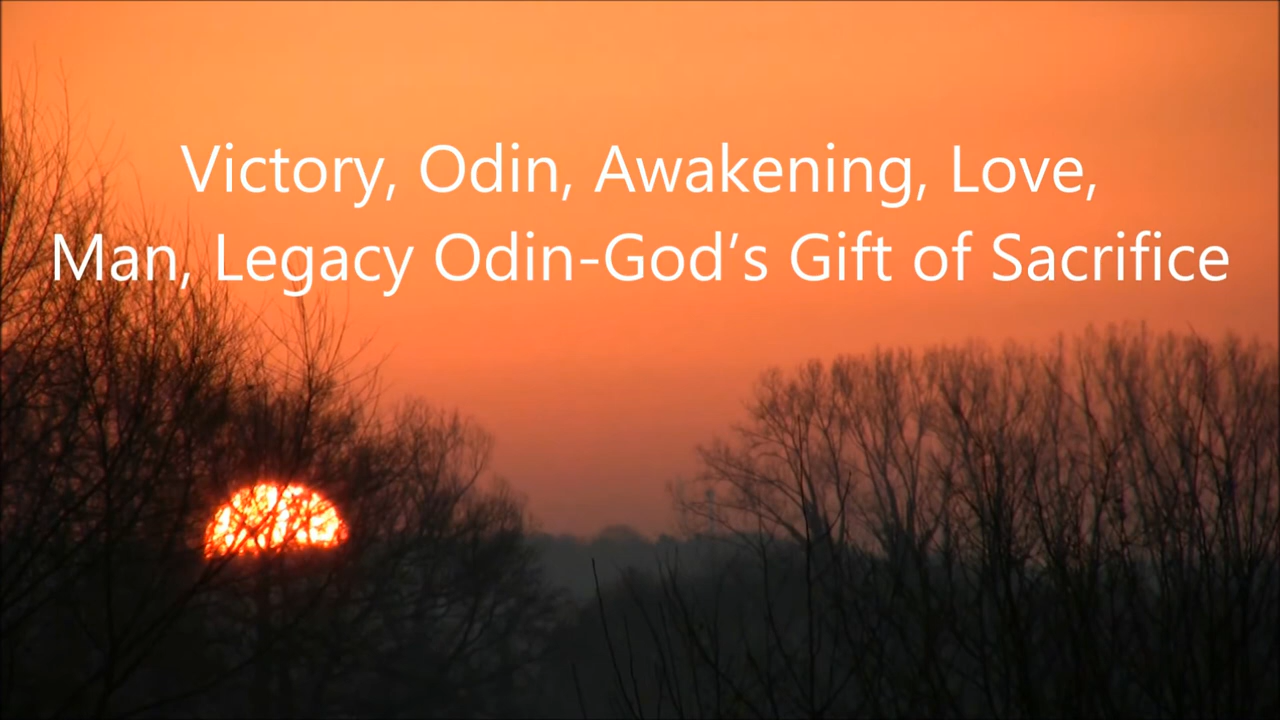 Victory, Odin, Awakening, Love,
Man, Legacy Odin-God’s Gift of Sacrifice